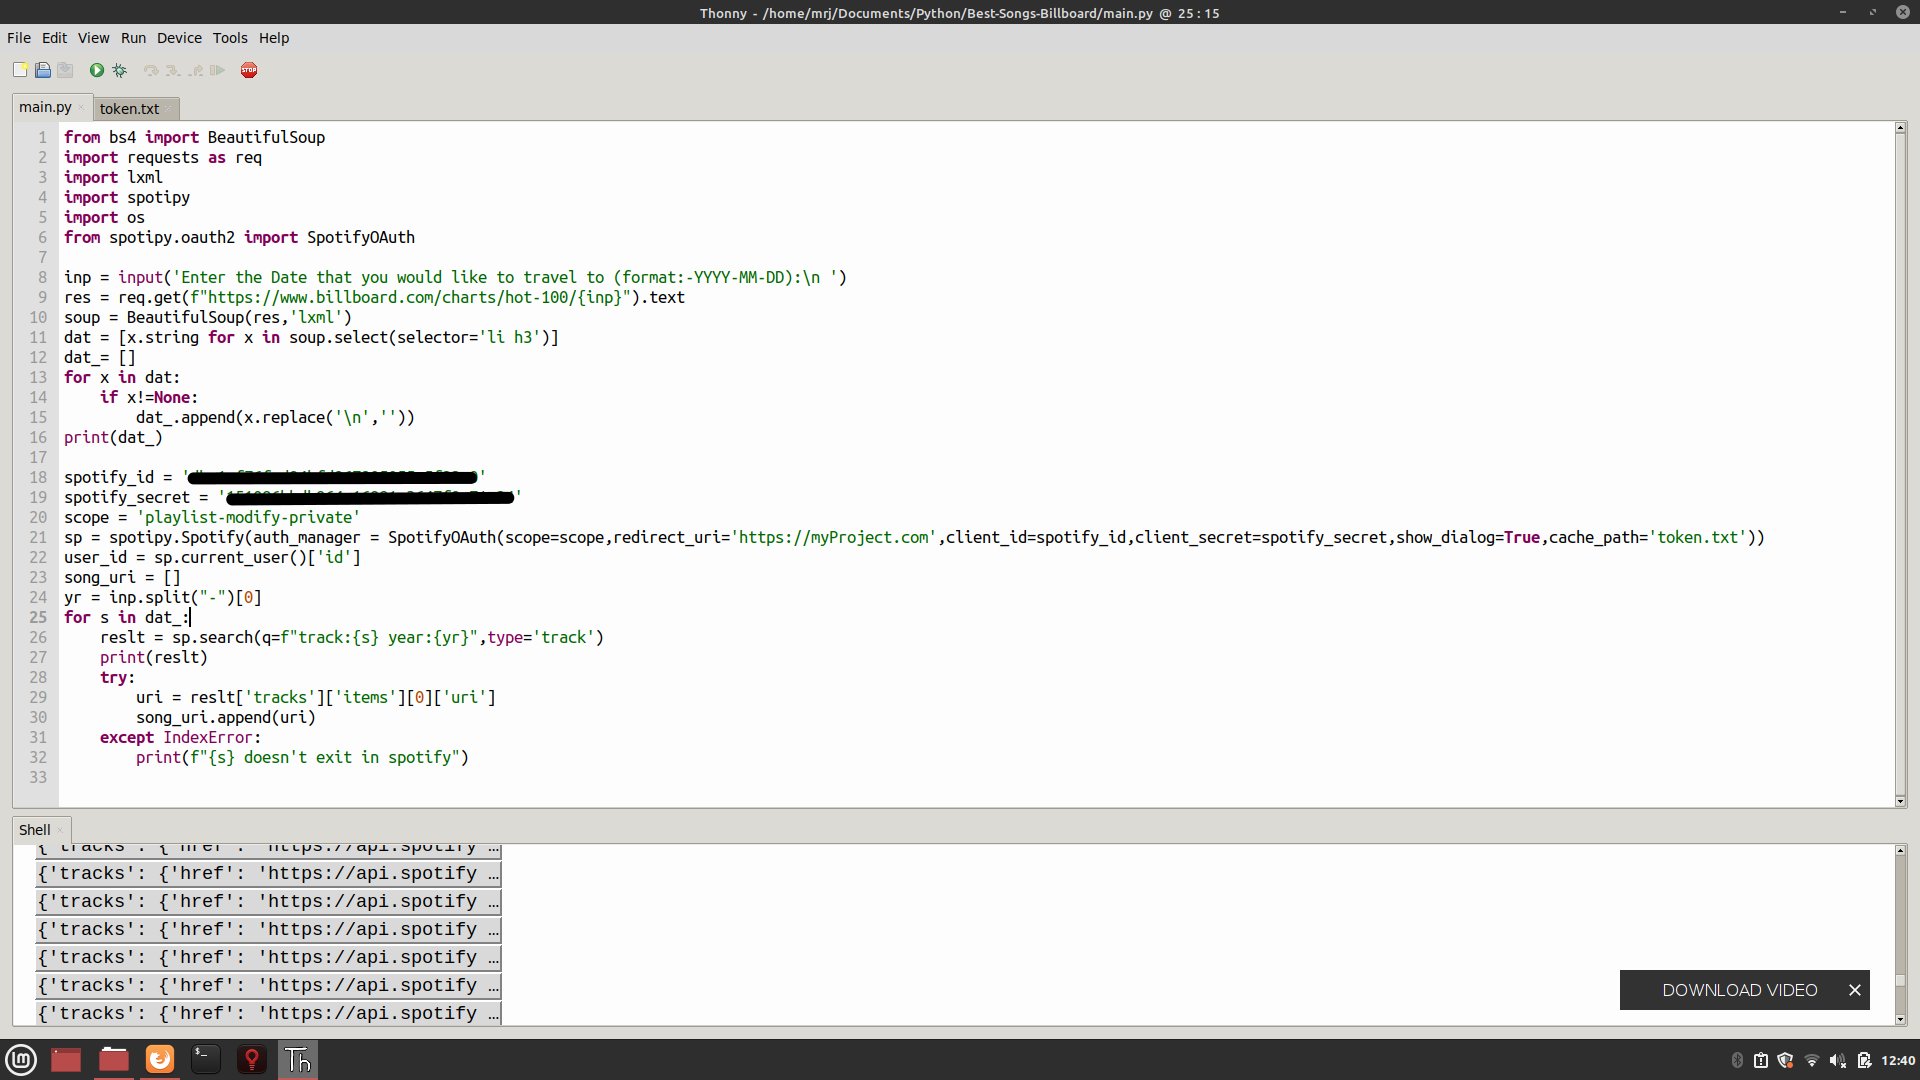 Thonny - /home/mrj/Documents/Python/Best-Songs-Billboard/main.py @ 25 : 15
File Edit View Run Device Tools Help
STOP
main.py
token.txt
1 from bs4 import BeautifulSoup
2 import requests as req
3 import lxml
4 import spotipy
5 import os
6 from spotipy.oauth2 import SpotifyOAuth
7
8 inp = input('Enter the Date that you would like to travel to (format:-YYYY-MM-DD):\n ')
9 res = req.get(f"https://www.billboard.com/charts/hot-100/{inp}").text
10 soup = BeautifulSoup(res,'lxml')
11 dat = [x.string for x in soup.select(selector='li h3')]
12 dat_= []
13 for x in dat:
14     if x!=None:
15         dat_.append(x.replace('\n',''))
16 print(dat_)
17
18 spotify_id = ' '
19 spotify_secret = ' '
20 scope = 'playlist-modify-private'
21 sp = spotipy.Spotify(auth_manager = SpotifyOAuth(scope=scope,redirect_uri='https://myProject.com',client_id=spotify_id,client_secret=spotify_secret,show_dialog=True,cache_path='token.txt'))
22 user_id = sp.current_user()['id']
23 song_uri = []
24 yr = inp.split("-")[0]
25 for s in dat_:
26     reslt = sp.search(q=f"track:{s} year:{yr}",type='track')
27     print(reslt)
28     try:
29         uri = reslt['tracks']['items'][0]['uri']
30         song_uri.append(uri)
31     except IndexError:
32         print(f"{s} doesn't exit in spotify")
33
Shell
{'tracks': {'href': 'https://api.spotify ...
{'tracks': {'href': 'https://api.spotify ...
{'tracks': {'href': 'https://api.spotify ...
{'tracks': {'href': 'https://api.spotify ...
{'tracks': {'href': 'https://api.spotify ...
{'tracks': {'href': 'https://api.spotify ...
{'tracks': {'href': 'https://api.spotify ...
DOWNLOAD VIDEO
Th
12:40